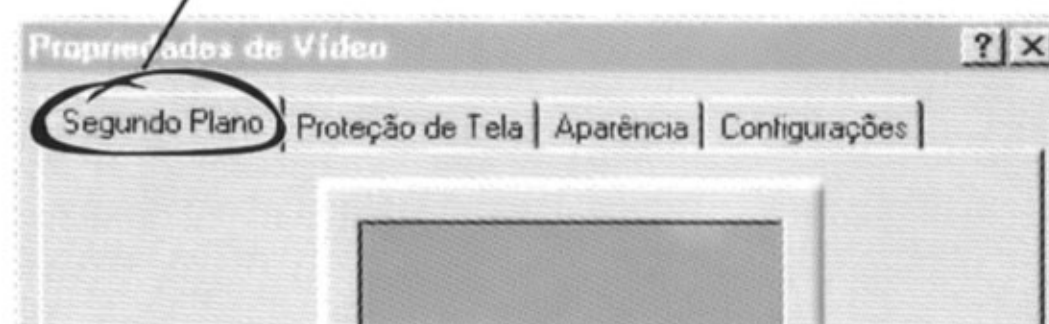 Propriedades de Vídeo
Segundo Plano Proteção de Tela Aparência Configurações